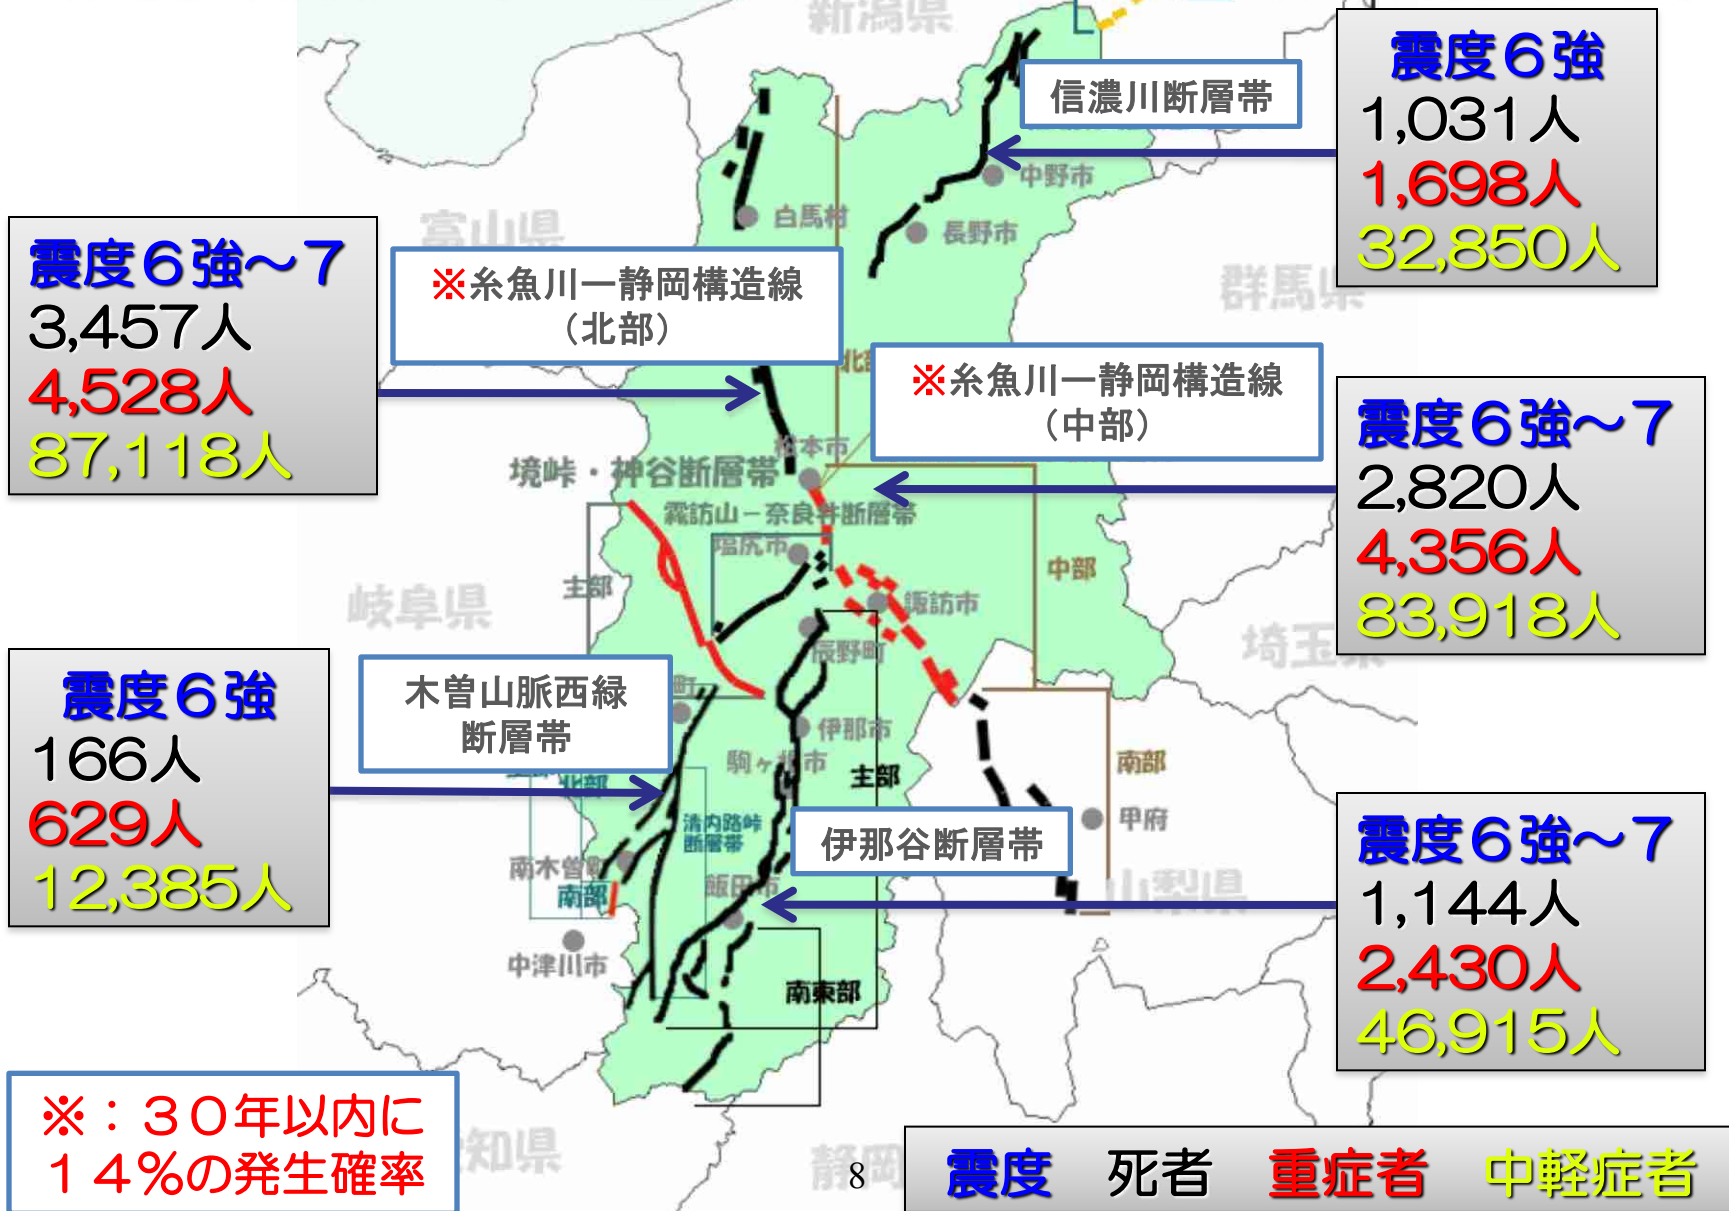 新潟県
震度６強
1,031人
1,698人
32,850人
信濃川断層帯
中野市
白馬村
長野市
富山県
群馬県
震度６強～７
3,457人
4,528人
87,118人
※糸魚川ー静岡構造線
（北部）
※糸魚川ー静岡構造線
（中部）
震度６強～７
2,820人
4,356人
83,918人
境峠・神谷断層帯
霧訪山－奈良井断層帯
塩尻市
主部
中部
諏訪市
岐阜県
辰野町
埼玉県
震度６強
166人
629人
12,385人
木曽山脈西緑
断層帯
町
伊那市
駒ヶ根市
主部
南部
北部
清内路峠
断層帯
甲府
伊那谷断層帯
南木曽町
南部
飯田市
山梨県
震度６強～７
1,144人
2,430人
46,915人
中津川市
南東部
※：３０年以内に
１４％の発生確率
知県
静岡
8
震度　死者　重症者　中軽症者